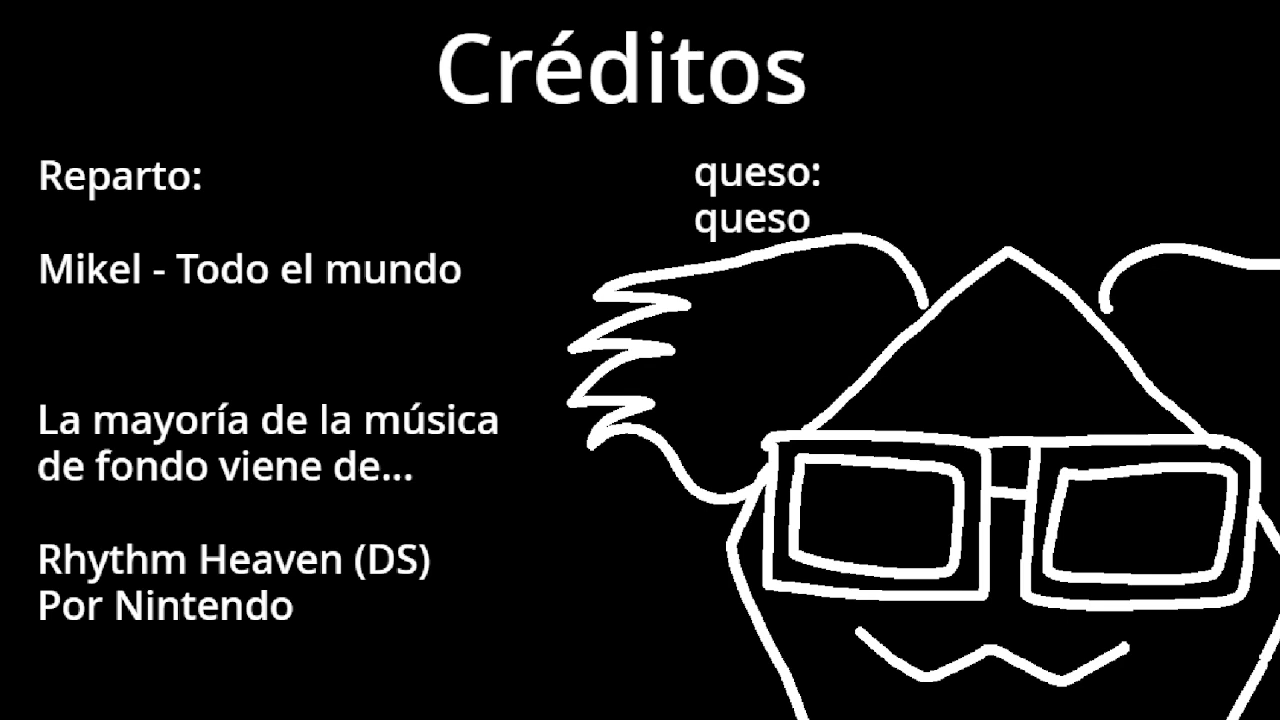 Créditos
Reparto:
Mikel - Todo el mundo
La mayoría de la música
de fondo viene de...
Rhythm Heaven (DS)
Por Nintendo
queso:
queso